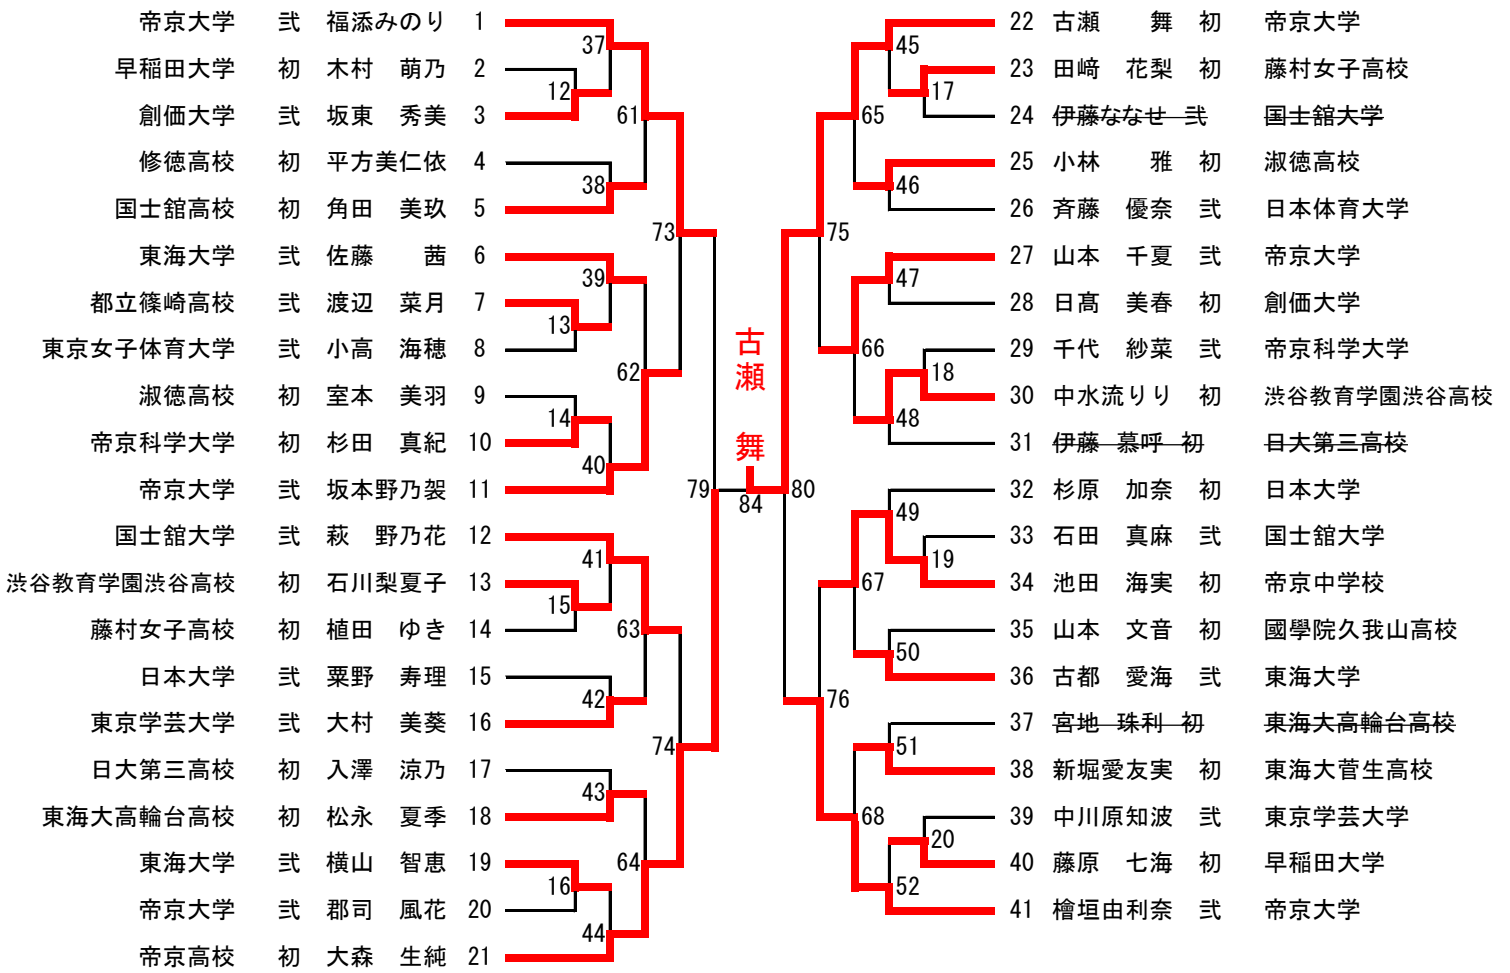 帝京大学 弐 福添みのり 1
早稲田大学 初 木村 萌乃 2
創価大学 弐 坂東 秀美 3
修徳高校 初 平方美仁依 4
国士舘高校 初 角田 美玖 5
東海大学 弐 佐藤 茜 6
都立篠崎高校 弐 渡辺 菜月 7
東京女子体育大学 弐 小高 海穂 8
淑徳高校 初 室本 美羽 9
帝京科学大学 初 杉田 真紀 10
帝京大学 弐 坂本野乃袈 11
国士舘大学 弐 萩 野乃花 12
渋谷教育学園渋谷高校 初 石川梨夏子 13
藤村女子高校 初 植田 ゆき 14
日本大学 弐 粟野 寿理 15
東京学芸大学 弐 大村 美葵 16
日大第三高校 初 入澤 涼乃 17
東海大高輪台高校 初 松永 夏季 18
東海大学 弐 横山 智恵 19
帝京大学 弐 郡司 風花 20
帝京高校 初 大森 生純 21
12
13
14
15
16
37
38
39
40
41
42
43
44
61
62
63
64
73
74
79
古瀬 舞
84
80
75
76
65
66
67
68
45
46
47
48
49
50
51
52
17
18
19
20
22 古瀬 舞 初 帝京大学
23 田﨑 花梨 初 藤村女子高校
24 伊藤ななせ 弐 国士舘大学
25 小林 雅 初 淑徳高校
26 斉藤 優奈 弐 日本体育大学
27 山本 千夏 弐 帝京大学
28 日髙 美春 初 創価大学
29 千代 紗菜 弐 帝京科学大学
30 中水流りり 初 渋谷教育学園渋谷高校
31 伊藤 慕呼 初 日大第三高校
32 杉原 加奈 初 日本大学
33 石田 真麻 弐 国士舘大学
34 池田 海実 初 帝京中学校
35 山本 文音 初 國學院久我山高校
36 古都 愛海 弐 東海大学
37 宮地 珠利 初 東海大高輪台高校
38 新堀愛友実 初 東海大菅生高校
39 中川原知波 弐 東京学芸大学
40 藤原 七海 初 早稲田大学
41 檜垣由利奈 弐 帝京大学